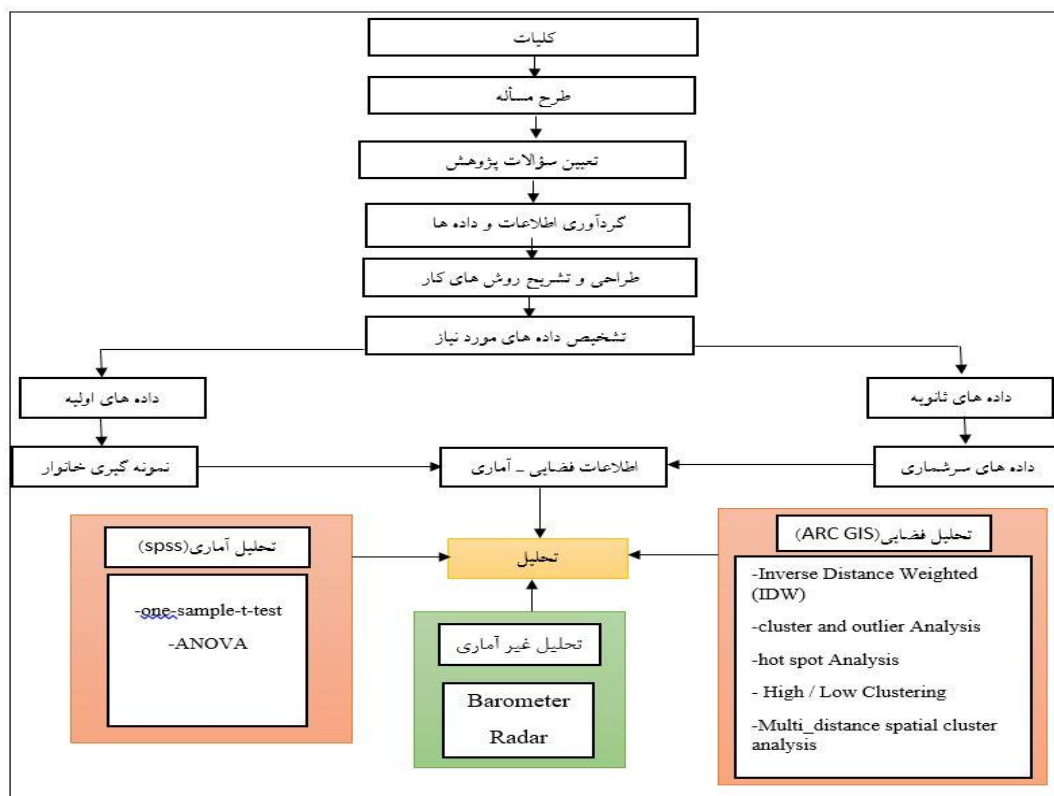 کلیات
طرح مسأله
تعیین سؤالات پژوهش
گردآوری اطلاعات و داده ها
طراحی و تشریح روش های کار
تشخیص داده های مورد نیاز
داده های ثانویه
داده های اولیه
داده های سرشماری
اطلاعات فضایی _ آماری
نمونه گیری خانوار
تحلیل فضایی(ARC GIS)
-Inverse Distance Weighted
(IDW)
-cluster and outlier Analysis
-hot spot Analysis
- High / Low Clustering
-Multi_distance spatial cluster
analysis
تحلیل
تحلیل آماری(spss)
-one-sample-t-test
-ANOVA
تحلیل غیر آماری
Barometer
Radar